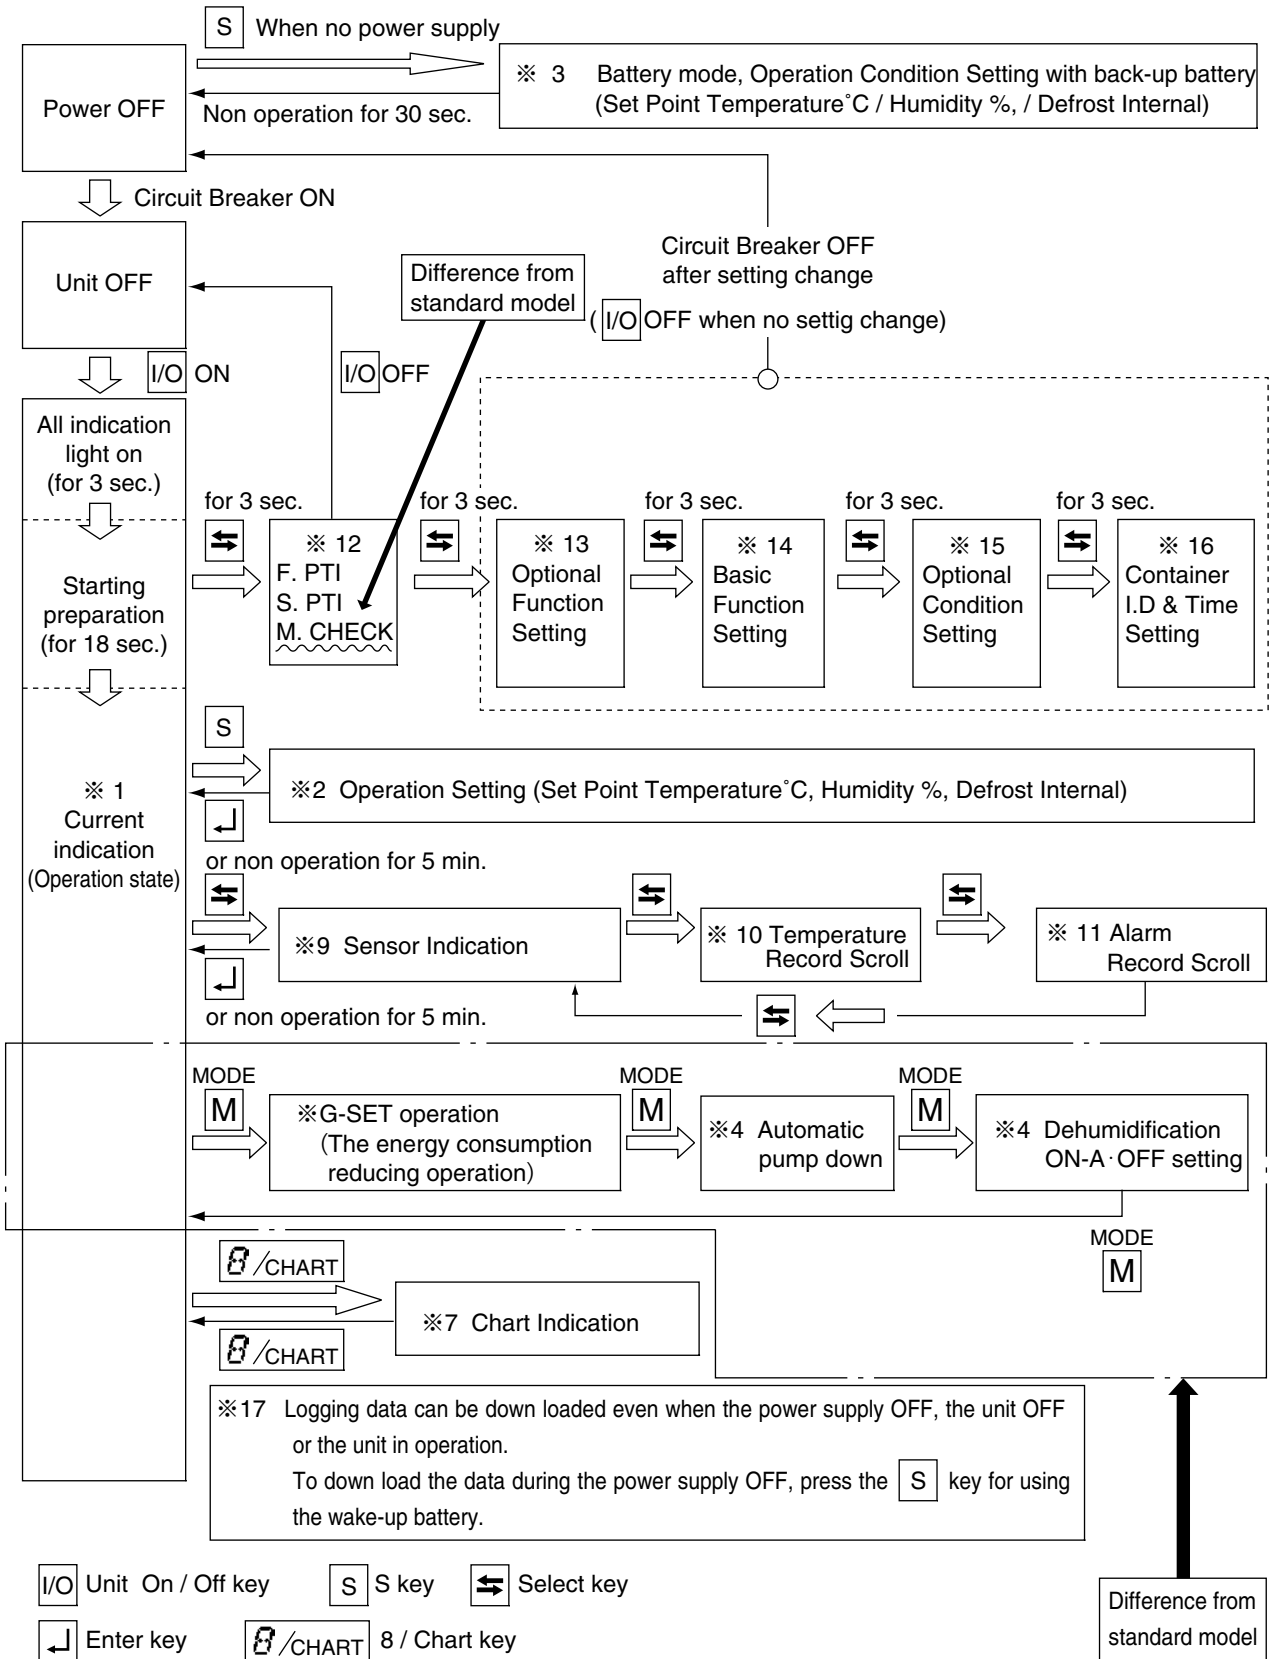 S When no power supply
Power OFF
※ 3 Battery mode, Operation Condition Setting with back-up battery
(Set Point Temperature°C / Humidity %, / Defrost Internal)
Non operation for 30 sec.
Circuit Breaker ON
Unit OFF
Difference from
standard model
Circuit Breaker OFF
after setting change
( I/O OFF when no settig change)
I/O ON
I/O OFF
All indication
light on
(for 3 sec.)
for 3 sec.
for 3 sec.
for 3 sec.
for 3 sec.
for 3 sec.
Starting
preparation
(for 18 sec.)
※ 12
F. PTI
S. PTI
M. CHECK
※ 13
Optional
Function
Setting
※ 14
Basic
Function
Setting
※ 15
Optional
Condition
Setting
※ 16
Container
I.D & Time
Setting
※ 1
Current
indication
(Operation state)
S
※2 Operation Setting (Set Point Temperature°C, Humidity %, Defrost Internal)
or non operation for 5 min.
※9 Sensor Indication
※ 10 Temperature
Record Scroll
※ 11 Alarm
Record Scroll
or non operation for 5 min.
MODE
M
※G-SET operation
(The energy consumption
reducing operation)
MODE
M
※4 Automatic
pump down
MODE
M
※4 Dehumidification
ON-A·OFF setting
MODE
M
8/CHART
※7 Chart Indication
8/CHART
※17 Logging data can be down loaded even when the power supply OFF, the unit OFF
or the unit in operation.
To down load the data during the power supply OFF, press the S key for using
the wake-up battery.
I/O Unit On / Off key
S S key
Select key
Enter key
8/CHART 8 / Chart key
Difference from
standard model